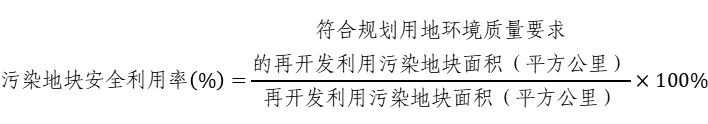 符合规划用地环境质量要求
的再开发利用污染地块面积（平方公里）
污染地块安全利用率(%)=
×100%
再开发利用污染地块面积（平方公里）